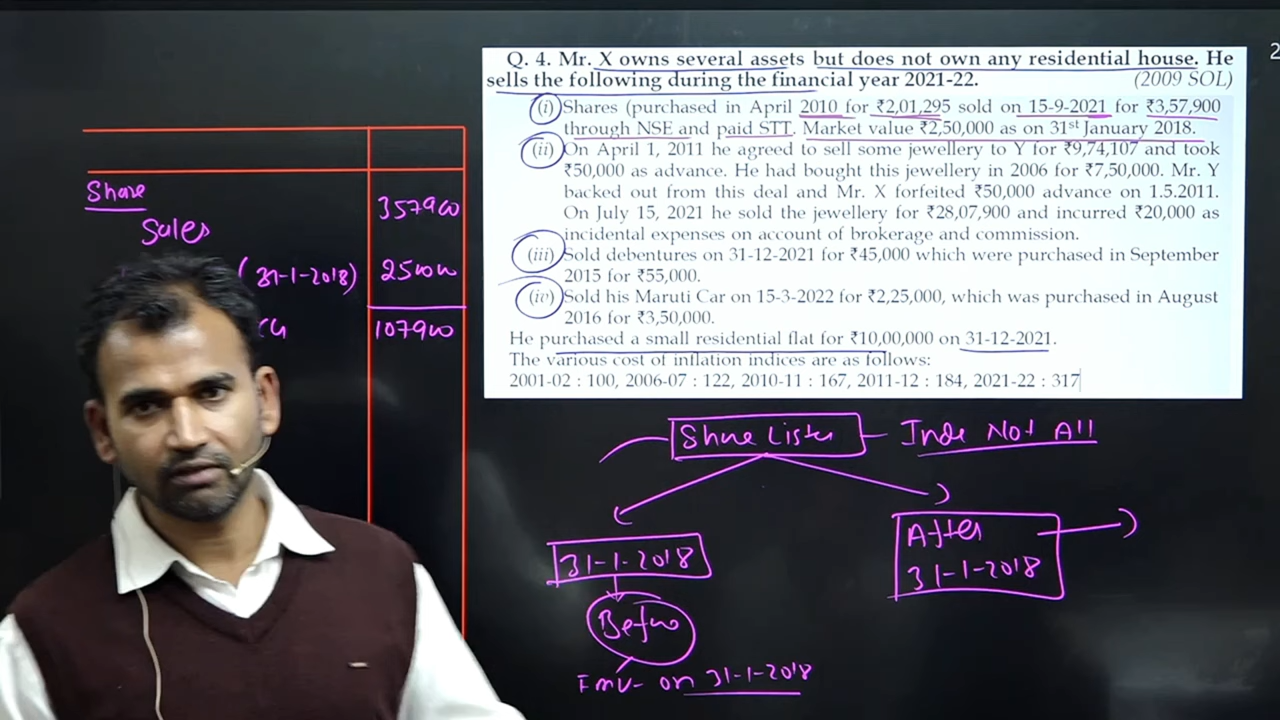 Q. 4. Mr. X owns several assets but does not own any residential house. He
sells the following during the financial year 2021-22. (2009 SOL)
(i) Shares (purchased in April 2010 for ₹2,01,295 sold on 15-9-2021 for ₹3,57,900
through NSE and paid STT. Market value ₹2,50,000 as on 31st January 2018.
(ii) On April 1, 2011 he agreed to sell some jewellery to Y for ₹9,74,107 and took
₹50,000 as advance. He had bought this jewellery in 2006 for ₹7,50,000. Mr. Y
backed out from this deal and Mr. X forfeited ₹50,000 advance on 1.5.2011.
On July 15, 2021 he sold the jewellery for ₹28,07,900 and incurred ₹20,000 as
incidental expenses on account of brokerage and commission.
(iii) Sold debentures on 31-12-2021 for ₹45,000 which were purchased in September
2015 for ₹55,000.
(iv) Sold his Maruti Car on 15-3-2022 for ₹2,25,000, which was purchased in August
2016 for ₹3,50,000.
He purchased a small residential flat for ₹10,00,000 on 31-12-2021.
The various cost of inflation indices are as follows:
2001-02 : 100, 2006-07 : 122, 2010-11 : 167, 2011-12 : 184, 2021-22 : 317
2
Share
Sales 357900
(31-1-2018) 250000
CG 107900
Share Listed Inde Not All
31-1-2018
Before
FMV on 31-1-2018
After
31-1-2018